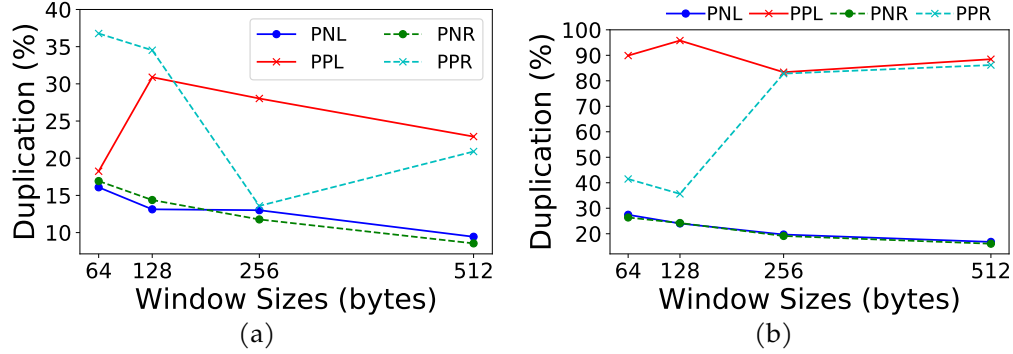 40
35
30
25
20
15
10
Duplication (%)
PNL PNR
PPL PPR
64 128 256 512
Window Sizes (bytes)
(a)
PNL PPL PNR PPR
100
90
80
70
60
50
40
30
20
Duplication (%)
64 128 256 512
Window Sizes (bytes)
(b)